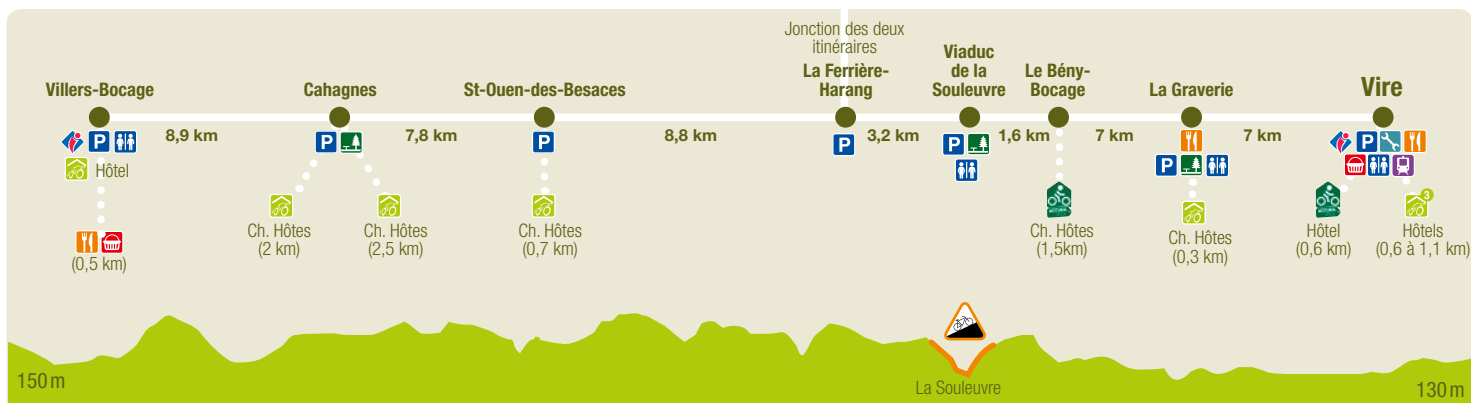 Jonction des deux
itinéraires
Villers-Bocage
Cahagnes
St-Ouen-des-Besaces
La Ferrière-
Harang
Viaduc
de la
Souleuvre
Le Bény-
Bocage
La Graverie
Vire
8,9 km
7,8 km
8,8 km
3,2 km
1,6 km
7 km
7 km
P
Hôtel
(0,5 km)
P
Ch. Hôtes
(2 km)
Ch. Hôtes
(2,5 km)
P
Ch. Hôtes
(0,7 km)
P
P
Ch. Hôtes
(1,5km)
P
Ch. Hôtes
(0,3 km)
P
Hôtel
(0,6 km)
3
Hôtels
(0,6 à 1,1 km)
150 m
La Souleuvre
130 m